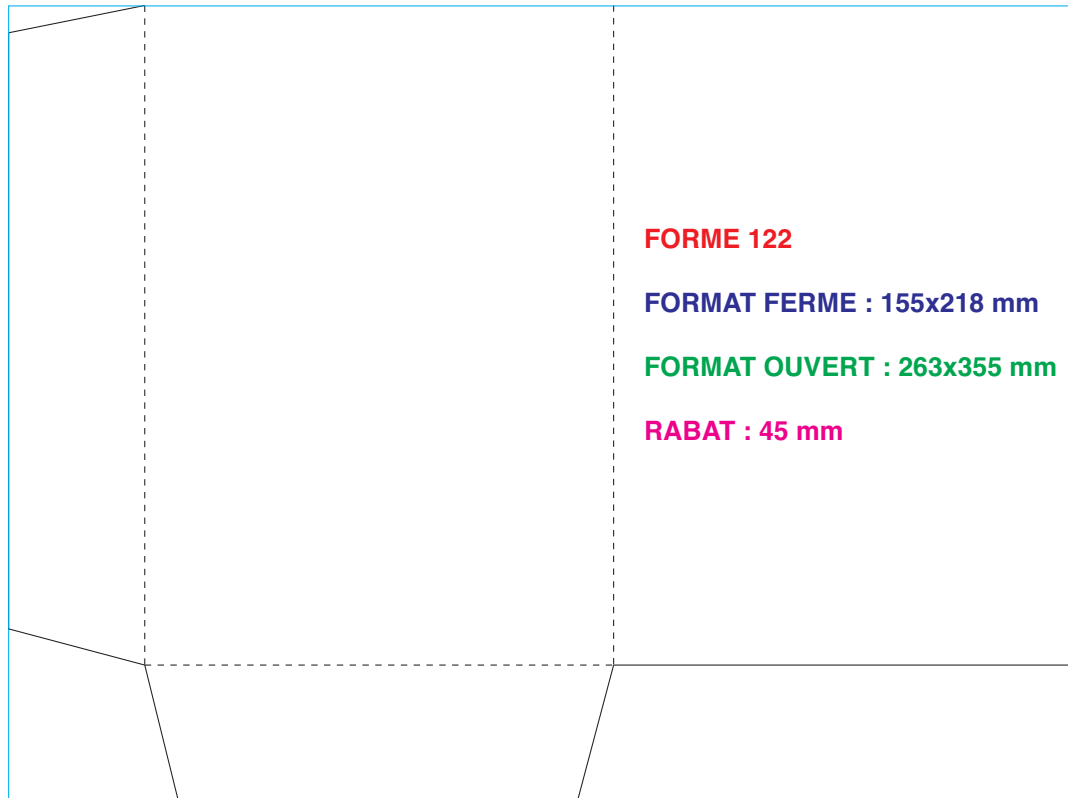 FORME 122
FORMAT FERME : 155x218 mm
FORMAT OUVERT : 263x355 mm
RABAT : 45 mm